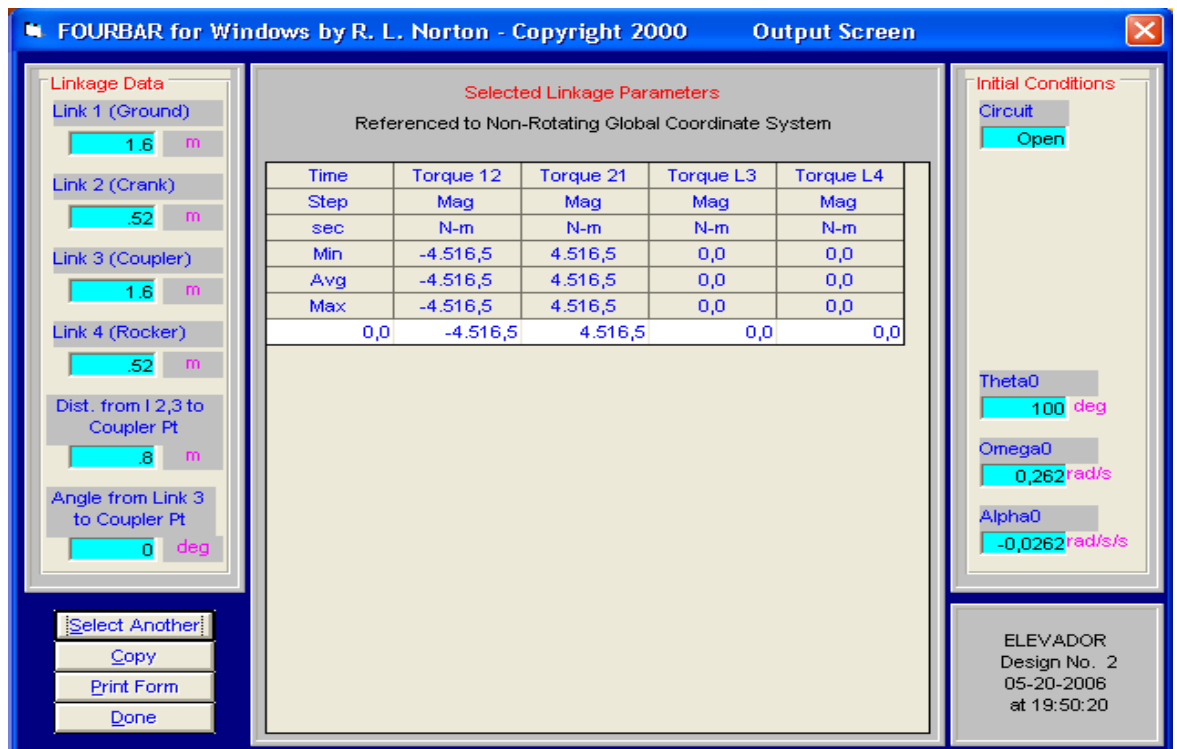 FOURBAR for Windows by R. L. Norton - Copyright 2000 Output Screen
Linkage Data
Link 1 (Ground)
1.6 m
Link 2 (Crank)
.52 m
Link 3 (Coupler)
1.6 m
Link 4 (Rocker)
.52 m
Dist. from I 2,3 to
Coupler Pt
.8 m
Angle from Link 3
to Coupler Pt
0 deg
Select Another
Copy
Print Form
Done
Selected Linkage Parameters
Referenced to Non-Rotating Global Coordinate System
Time Torque 12 Torque 21 Torque L3 Torque L4
Step Mag Mag Mag Mag
sec N-m N-m N-m N-m
Min -4.516,5 4.516,5 0,0 0,0
Avg -4.516,5 4.516,5 0,0 0,0
Max -4.516,5 4.516,5 0,0 0,0
0,0 -4.516,5 4.516,5 0,0 0,0
Initial Conditions
Circuit
Open
Theta0
100 deg
Omega0
0,262 rad/s
Alpha0
-0,0262 rad/s/s
ELEVADOR
Design No. 2
05-20-2006
at 19:50:20